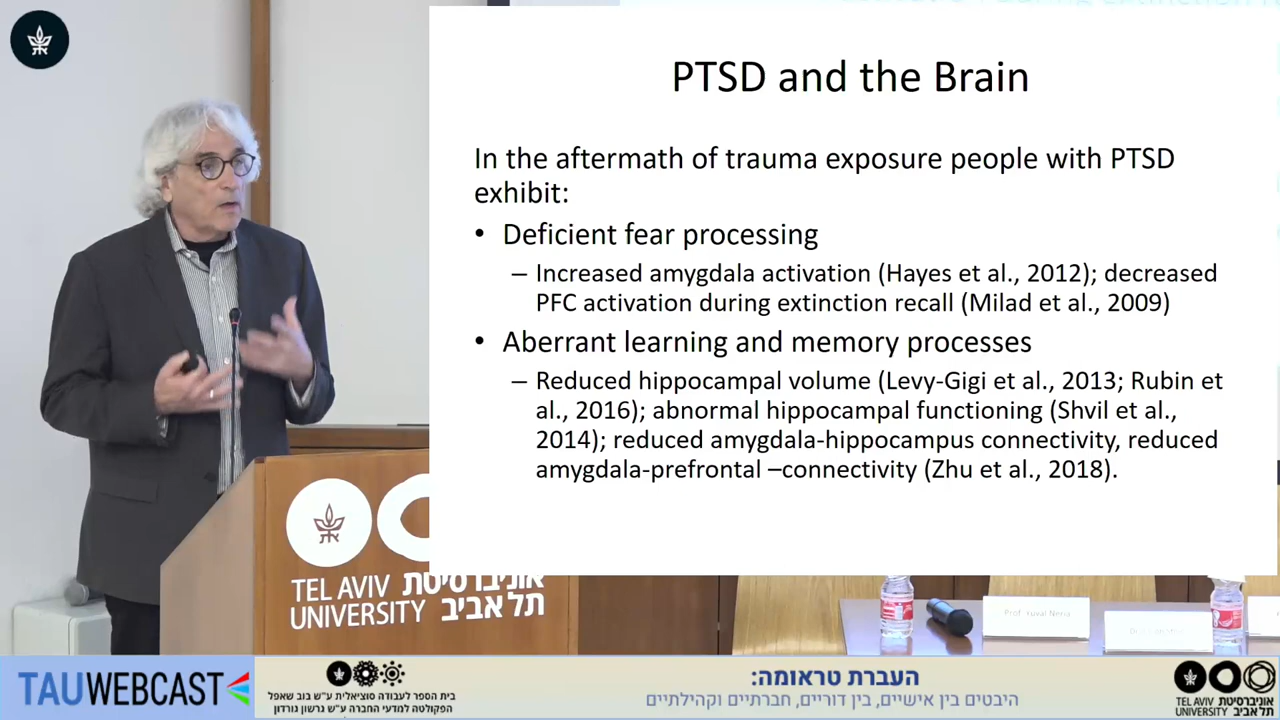 PTSD and the Brain
In the aftermath of trauma exposure people with PTSD
exhibit:
• Deficient fear processing
– Increased amygdala activation (Hayes et al., 2012); decreased
PFC activation during extinction recall (Milad et al., 2009)
• Aberrant learning and memory processes
– Reduced hippocampal volume (Levy-Gigi et al., 2013; Rubin et
al., 2016); abnormal hippocampal functioning (Shvil et al.,
2014); reduced amygdala-hippocampus connectivity, reduced
amygdala-prefrontal –connectivity (Zhu et al., 2018).
TEL AVIV
UNIVERSITY
אוניברסיטת
תל אביב
Prof. Yuval Neria
TAUWEBCAST
בית הספר לעבודה סוציאלית ע"ש בוב שאפל
הפקולטה למדעי החברה ע"ש גרשון גורדון
העברת טראומה:
היבטים בין אישיים, בין דוריים, חברתיים וקהילתיים
אוניברסיטת
תל אביב
TEL AVIV
UNIVERSITY